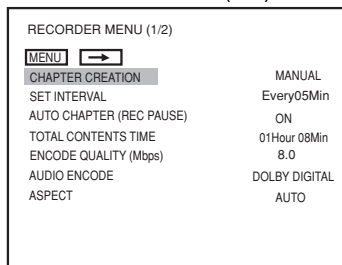 RECORDER MENU (1/2)
MENU →
CHAPTER CREATION MANUAL
SET INTERVAL Every05Min
AUTO CHAPTER (REC PAUSE) ON
TOTAL CONTENTS TIME 01Hour 08Min
ENCODE QUALITY (Mbps) 8.0
AUDIO ENCODE DOLBY DIGITAL
ASPECT AUTO